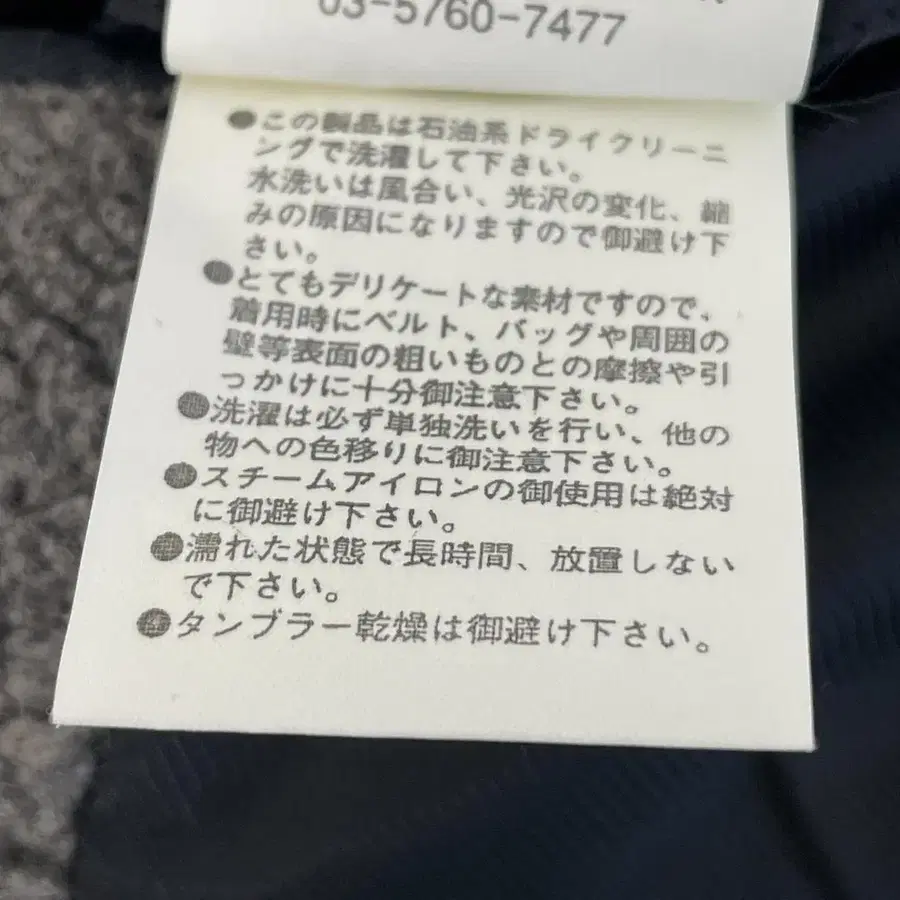 03-5760-7477
●この製品は石油系ドライクリーニ
ングで洗濯して下さい。
水洗いは風合い、光沢の変化、縮
みの原因になりますので御避け下
さい。
●とてもデリケートな素材ですので、
着用時にベルト、バッグや周囲の
壁等表面の粗いものとの摩擦や引
っかけに十分御注意下さい。
●洗濯は必ず単独洗いを行い、他の
物への色移りに御注意下さい。
●スチームアイロンの御使用は絶対
に御避け下さい。
●濡れた状態で長時間、放置しない
で下さい。
●タンブラー乾燥は御避け下さい。